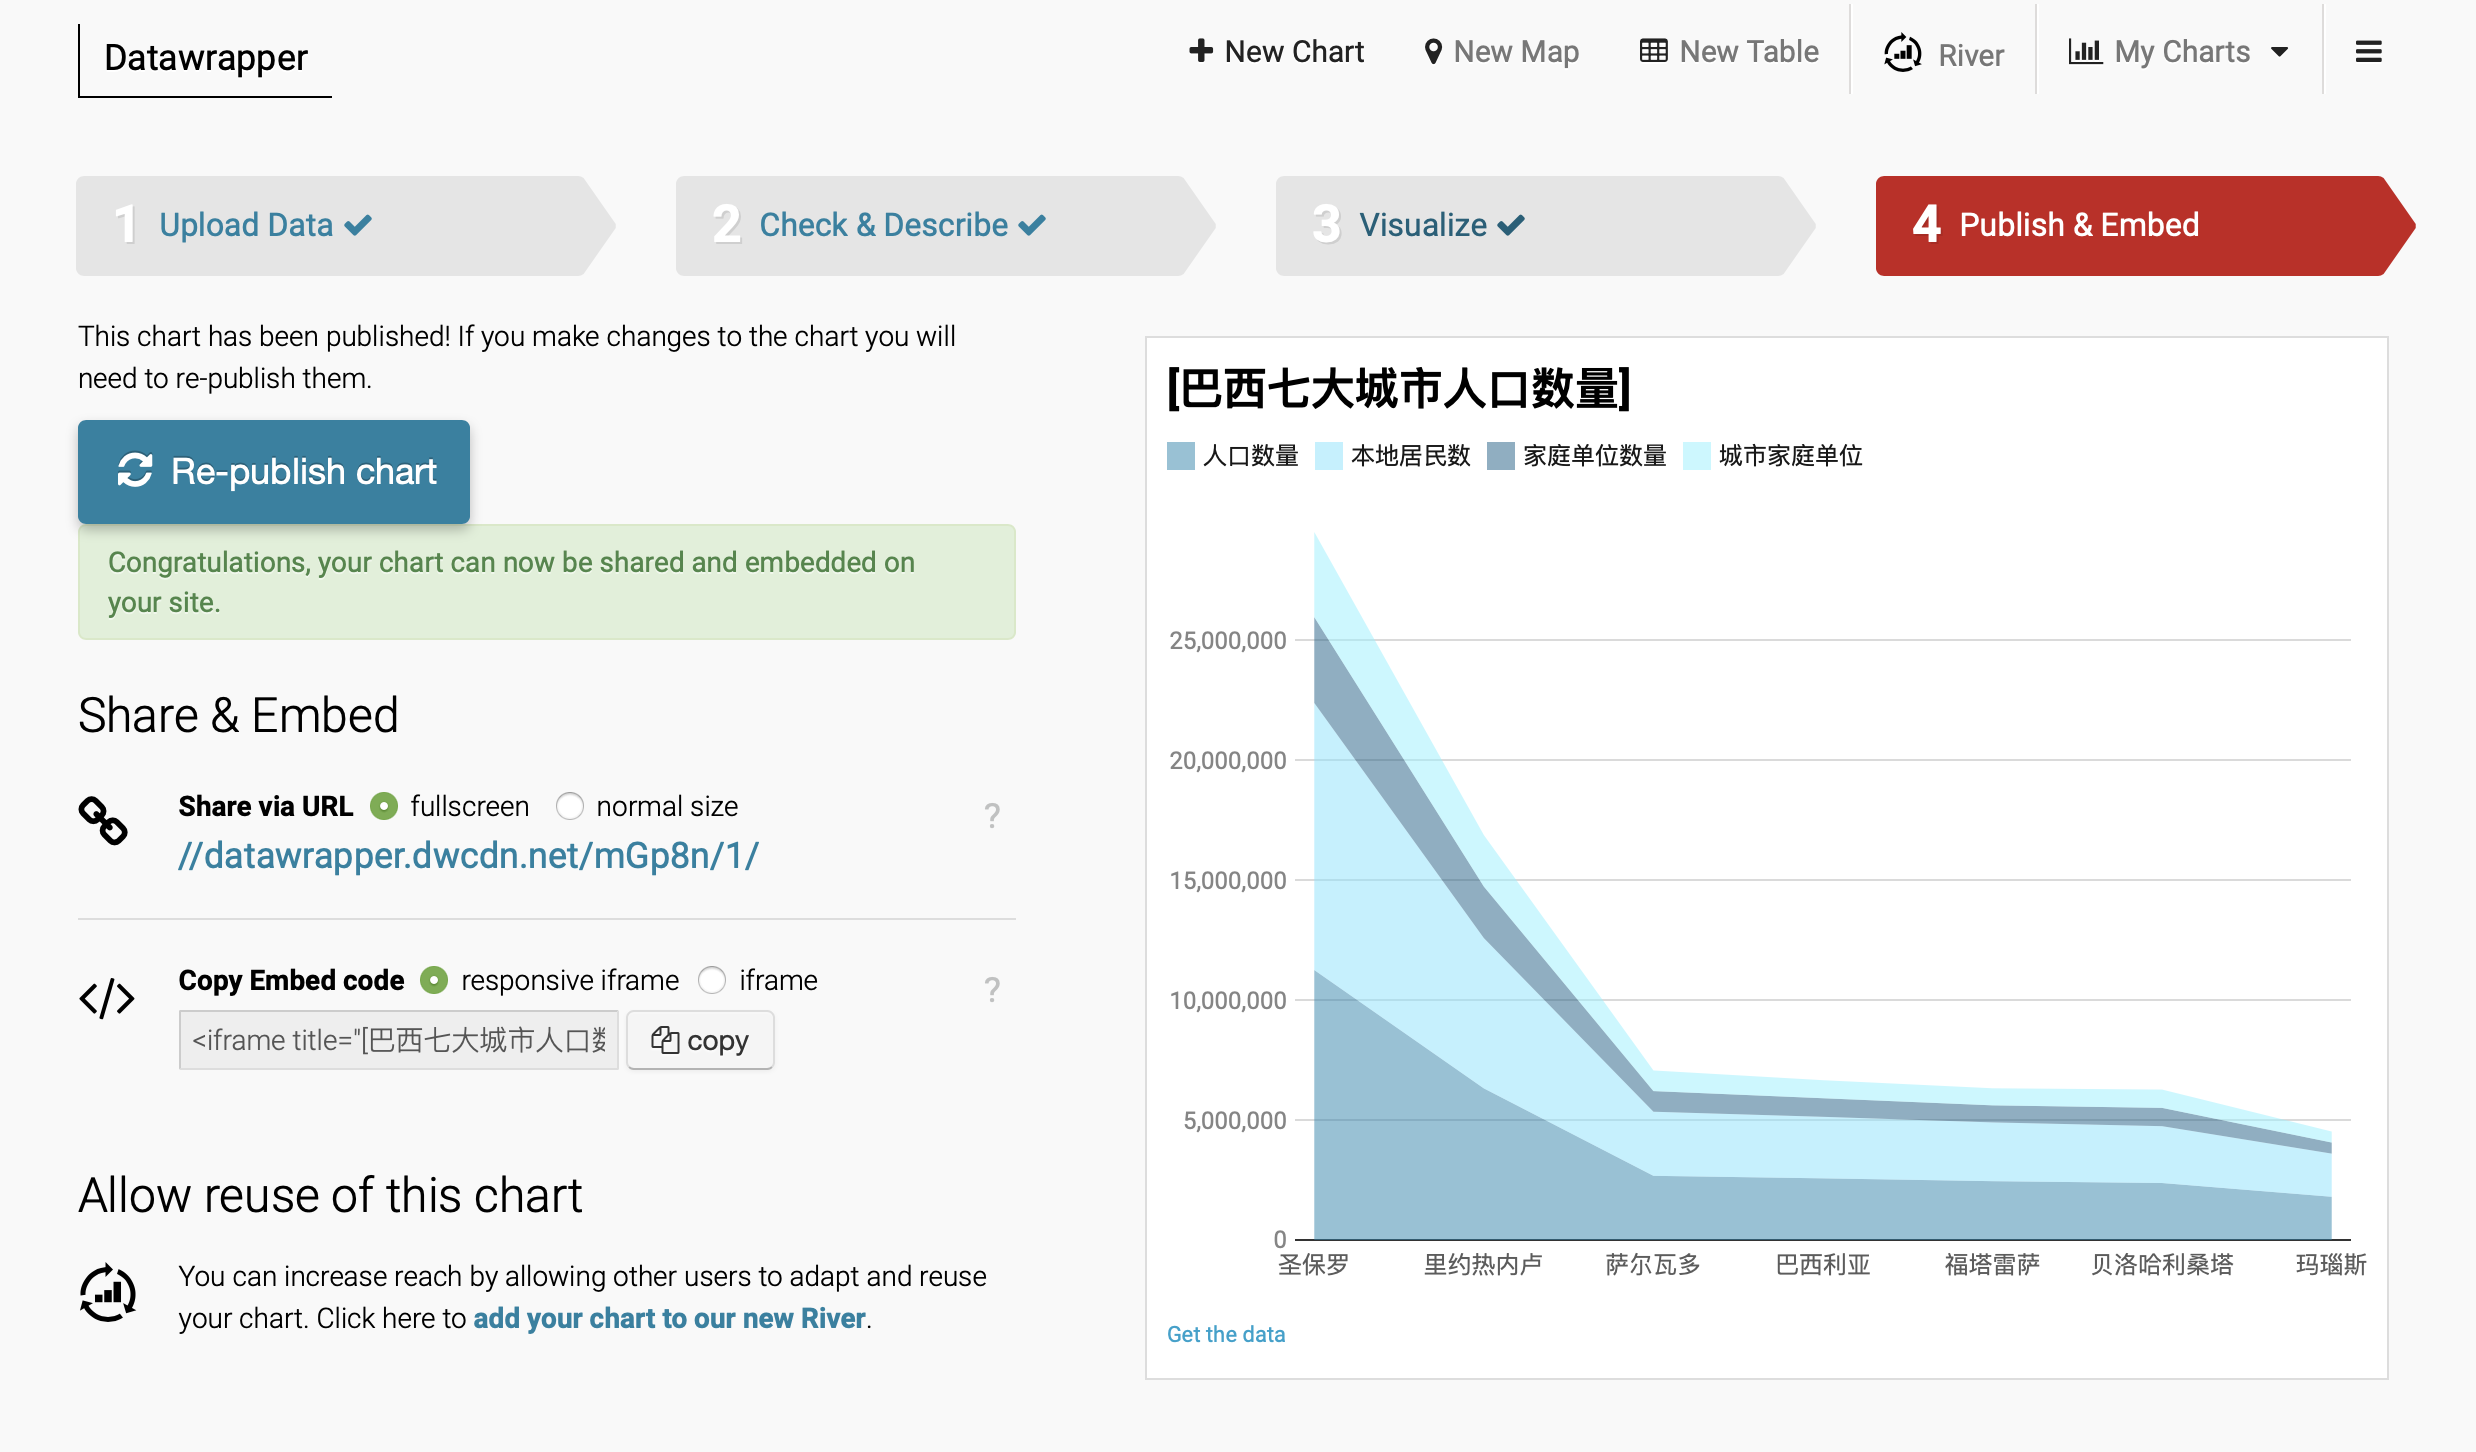 Datawrapper
New Chart
New Map
New Table
River
My Charts
1 Upload Data
2 Check & Describe
3 Visualize
4 Publish & Embed
This chart has been published! If you make changes to the chart you will
need to re-publish them.
Re-publish chart
Congratulations, your chart can now be shared and embedded on
your site.
Share & Embed
Share via URL fullscreen normal size ?
//datawrapper.dwcdn.net/mGp8n/1/
Copy Embed code responsive iframe iframe ?
<iframe title="[巴西七大城市人口数
copy
Allow reuse of this chart
You can increase reach by allowing other users to adapt and reuse
your chart. Click here to add your chart to our new River.
[巴西七大城市人口数量]
人口数量 本地居民数 家庭单位数量 城市家庭单位
25,000,000
20,000,000
15,000,000
10,000,000
5,000,000
0
圣保罗 里约热内卢 萨尔瓦多 巴西利亚 福塔雷萨 贝洛哈利桑塔 玛瑙斯
Get the data